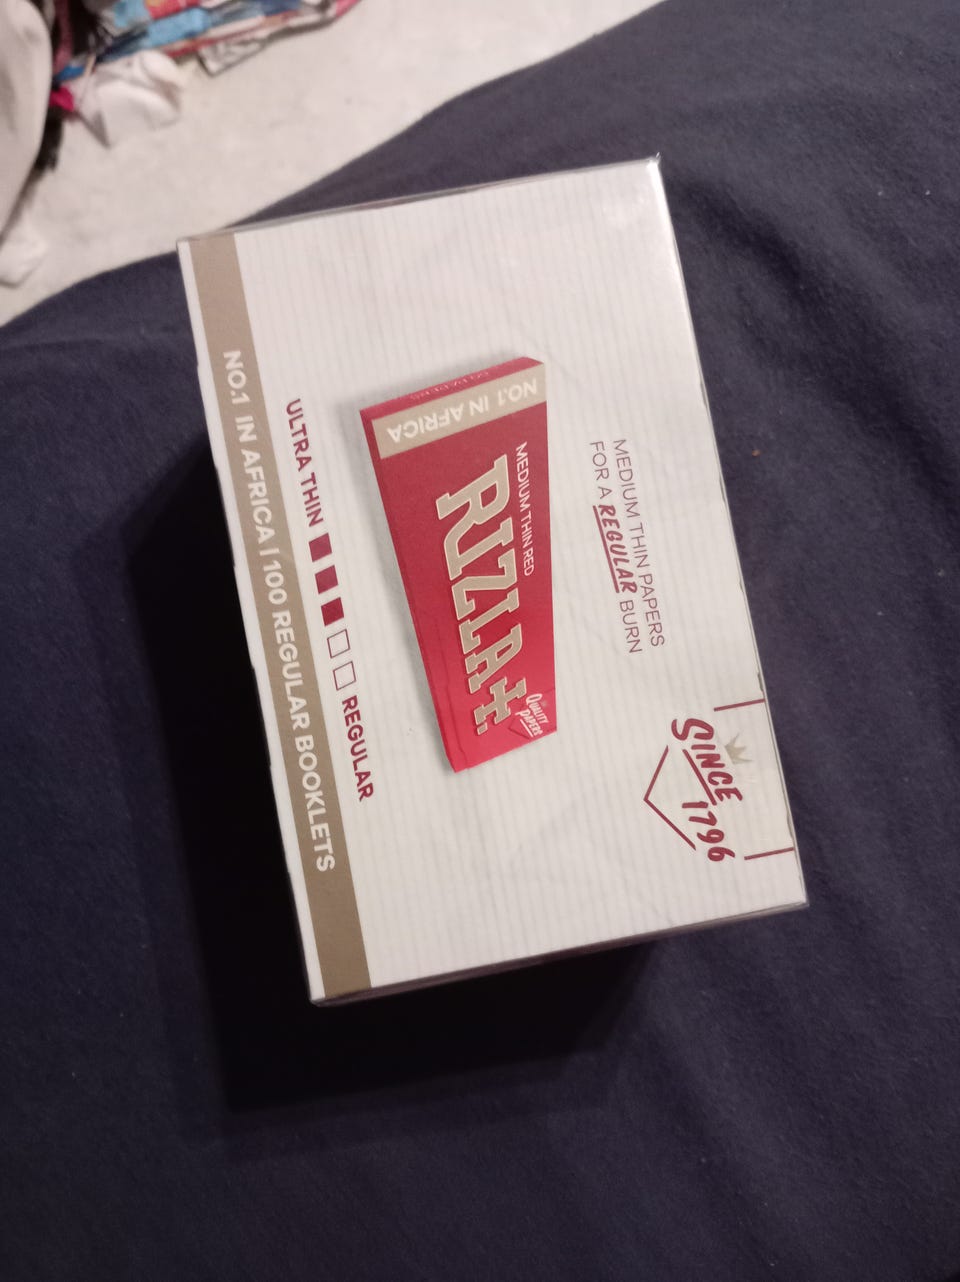 SINCE
1796
MEDIUM THIN PAPERS
FOR A REGULAR BURN
NO.1 IN AFRICA
MEDIUM THIN RED
RIZLA+.
QUALITY
PAPERS
ULTRA THIN REGULAR
NO.1 IN AFRICA | 100 REGULAR BOOKLETS